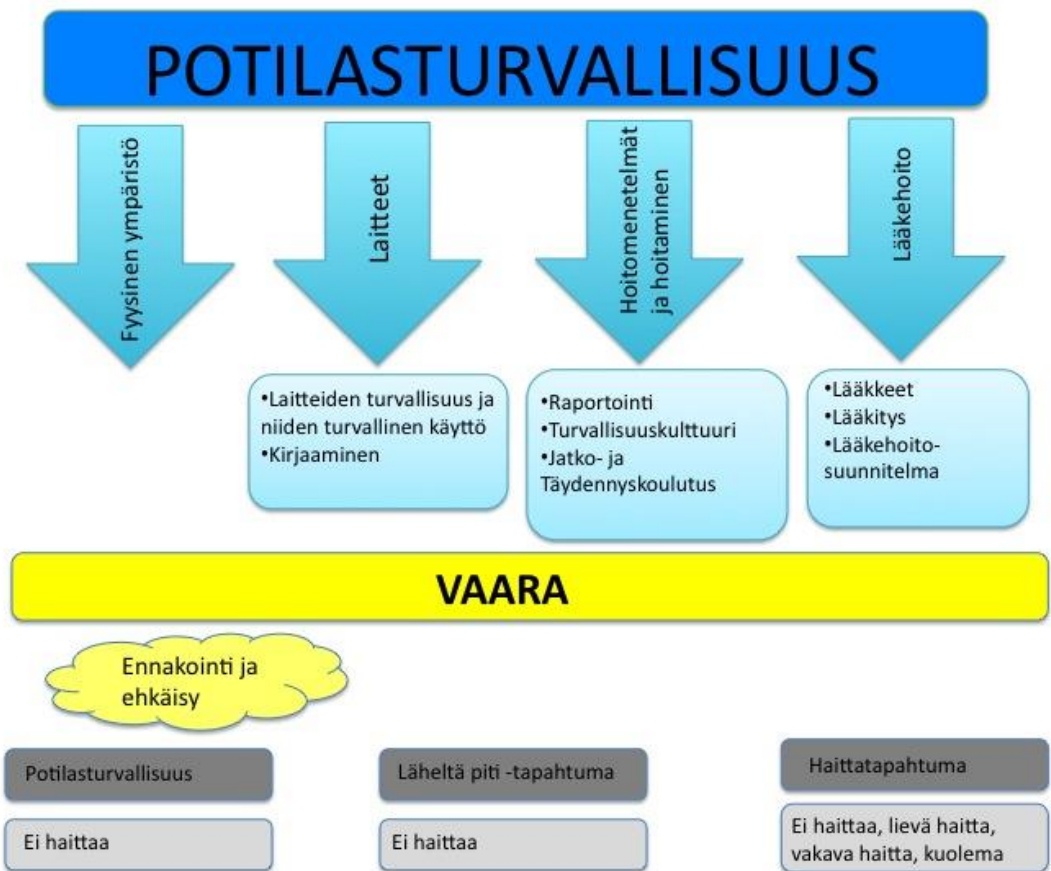 POTILASTURVALLISUUS
Fyysinen ympäristö
Laitteet
Hoitomenetelmät
ja hoitaminen
Lääkehoito
•Laitteiden turvallisuus ja
niiden turvallinen käyttö
•Kirjaaminen
•Raportointi
•Turvallisuuskulttuuri
•Jatko- ja
Täydennyskoulutus
•Lääkkeet
•Lääkitys
•Lääkehoito-
suunnitelma
VAARA
Ennakointi ja
ehkäisy
Potilasturvallisuus
Läheltä piti -tapahtuma
Haittatapahtuma
Ei haittaa
Ei haittaa
Ei haittaa, lievä haitta,
vakava haitta, kuolema